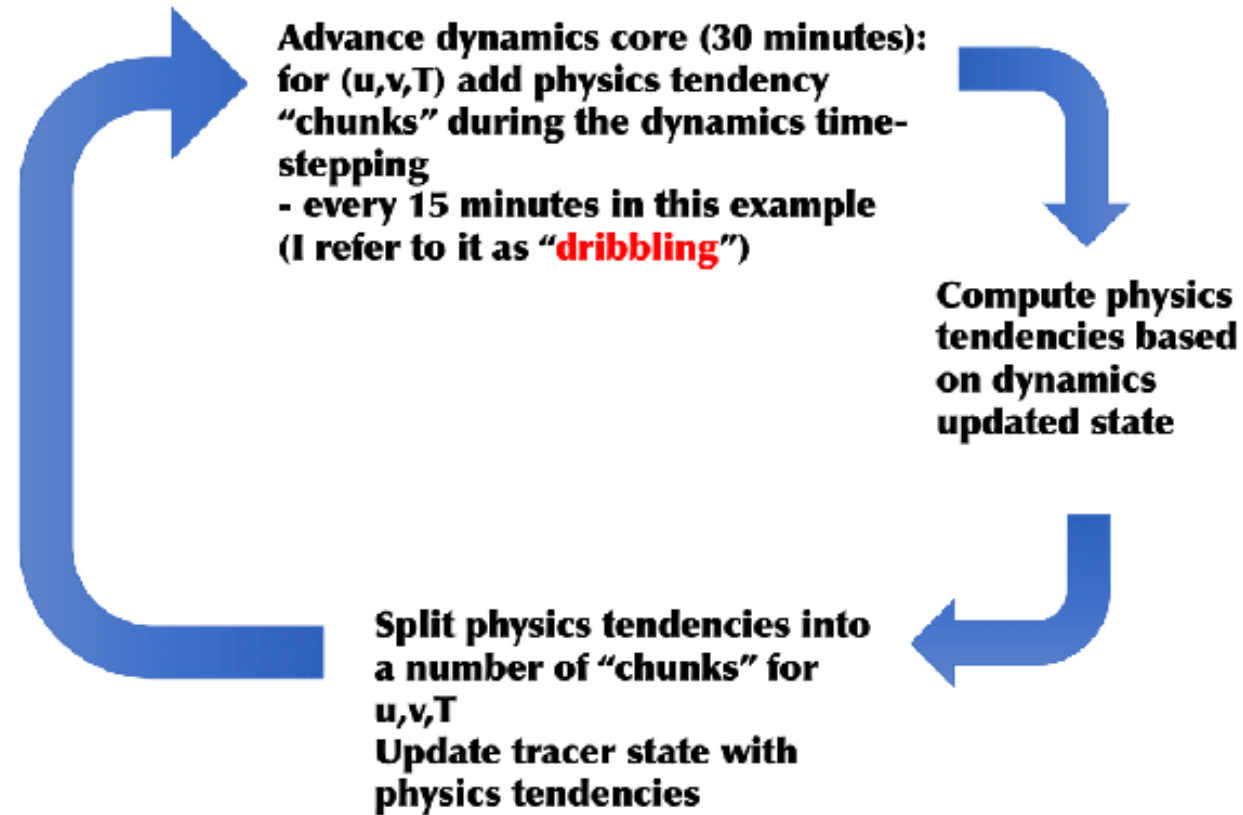 Advance dynamics core (30 minutes):
for (u,v,T) add physics tendency
“chunks” during the dynamics time-
stepping
- every 15 minutes in this example
(I refer to it as “dribbling”)
Compute physics
tendencies based
on dynamics
updated state
Split physics tendencies into
a number of “chunks” for
u,v,T
Update tracer state with
physics tendencies